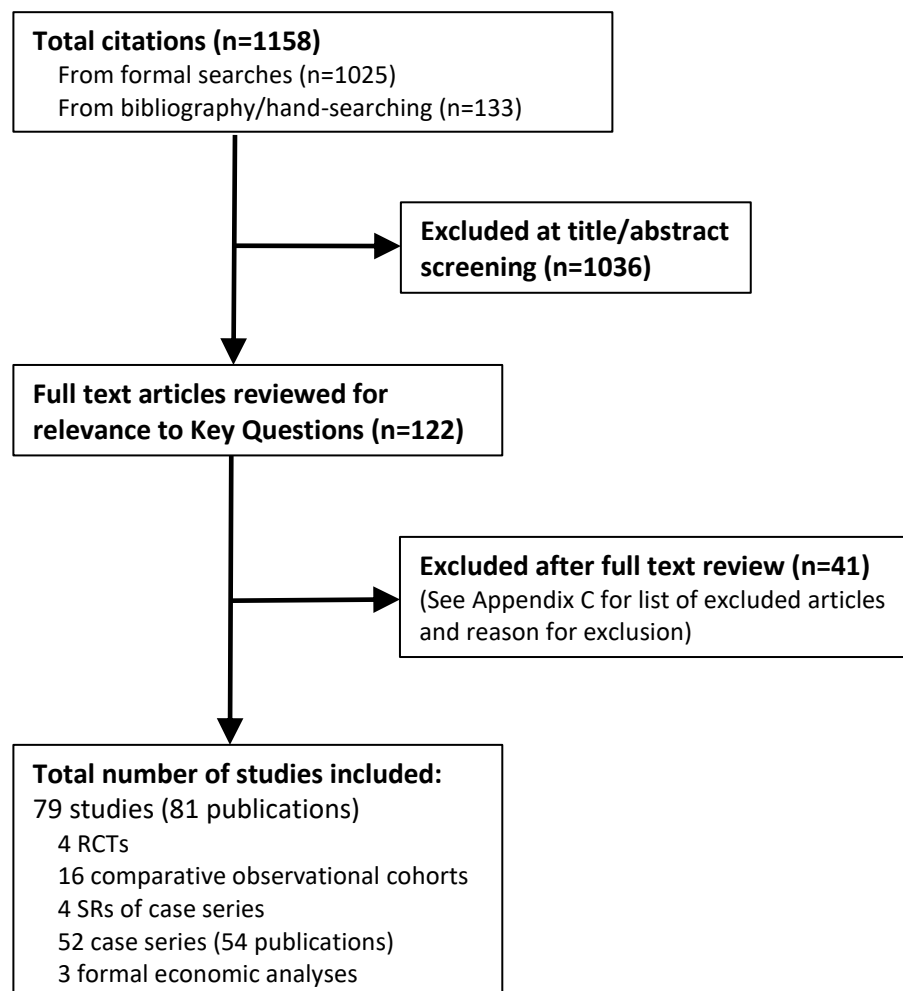 Total citations (n=1158)
From formal searches (n=1025)
From bibliography/hand-searching (n=133)
Excluded at title/abstract
screening (n=1036)
Full text articles reviewed for
relevance to Key Questions (n=122)
Excluded after full text review (n=41)
(See Appendix C for list of excluded articles
and reason for exclusion)
Total number of studies included:
79 studies (81 publications)
4 RCTs
16 comparative observational cohorts
4 SRs of case series
52 case series (54 publications)
3 formal economic analyses